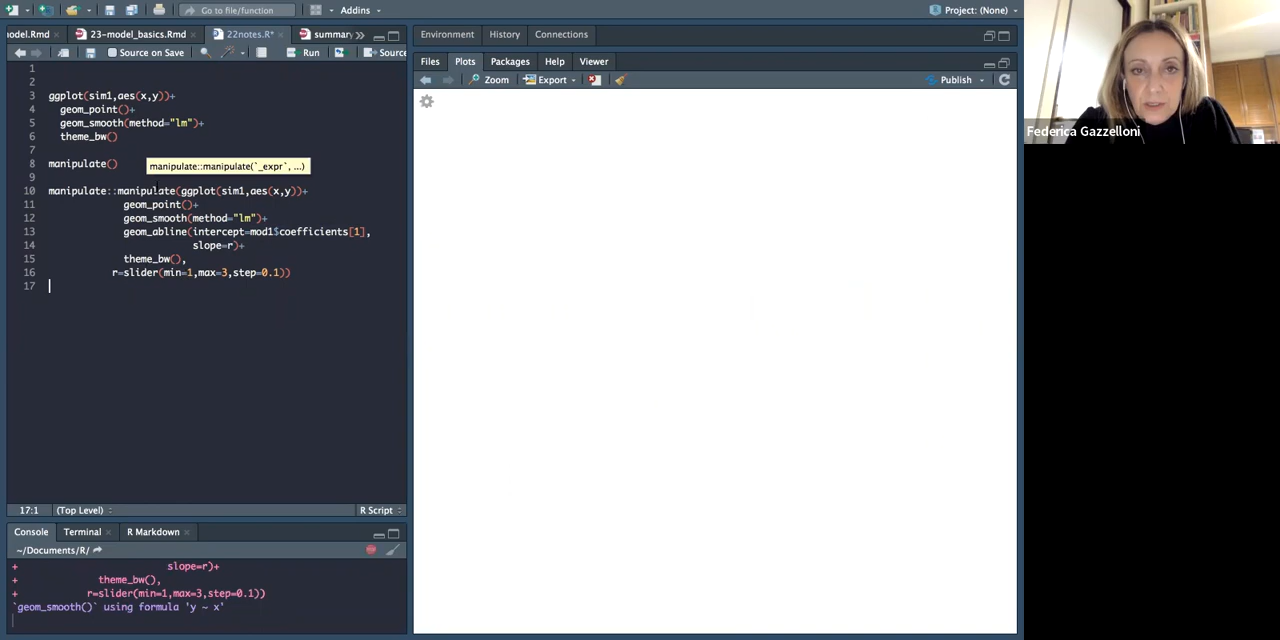 Go to file/function
Addins
Project: (None)
odel.Rmd
23-model_basics.Rmd
22notes.R*
summary
Source on Save
Run
Source
1
2
3 ggplot(sim1,aes(x,y))+
4 geom_point()+
5 geom_smooth(method="lm")+
6 theme_bw()
7
8 manipulate()
manipulate::manipulate(`_expr`, ...)
9
10 manipulate::manipulate(ggplot(sim1,aes(x,y))+
11 geom_point()+
12 geom_smooth(method="lm")+
13 geom_abline(intercept=mod1$coefficients[1],
14 slope=r)+
15 theme_bw(),
16 r=slider(min=1,max=3,step=0.1))
17
17:1 (Top Level) R Script
Console Terminal R Markdown
~/Documents/R/
+ slope=r)+
+ theme_bw(),
+ r=slider(min=1,max=3,step=0.1))
`geom_smooth()` using formula 'y ~ x'
Environment History Connections
Files Plots Packages Help Viewer
Zoom Export Publish
Federica Gazzelloni